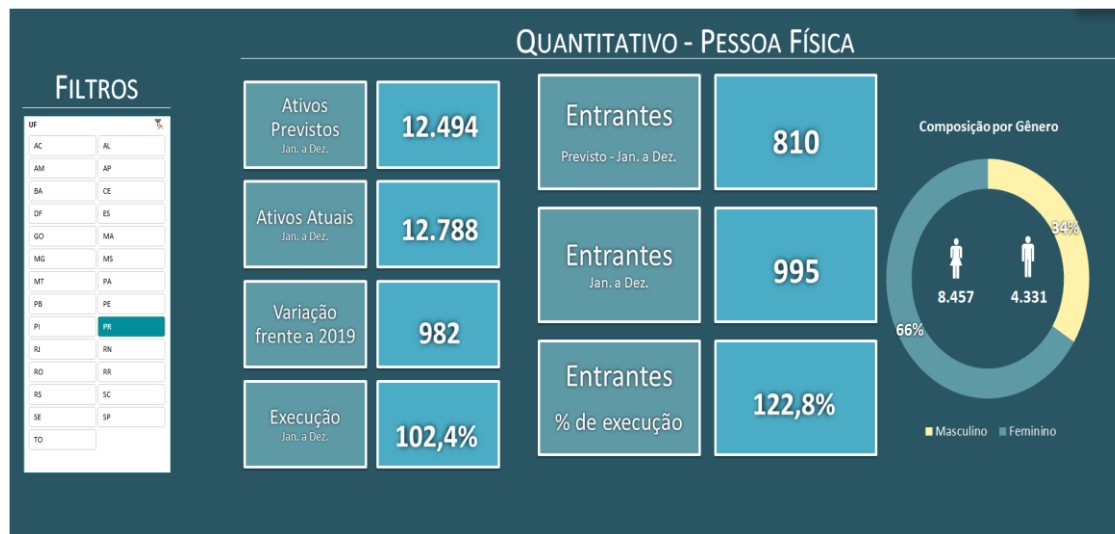 QUANTITATIVO - PESSOA FÍSICA
FILTROS
UF
AC AL
AM AP
BA CE
DF ES
GO MA
MG MS
MT PA
PB PE
PI PR
RJ RN
RO RR
RS SC
SE SP
TO
Ativos
Previstos
Jan. a Dez.
12.494
Ativos Atuais
Jan. a Dez.
12.788
Variação
frente a 2019
982
Execução
Jan. a Dez.
102,4%
Entrantes
Previsto - Jan. a Dez.
810
Entrantes
Jan. a Dez.
995
Entrantes
% de execução
122,8%
Composição por Gênero
34%
8.457 4.331
66%
Masculino Feminino